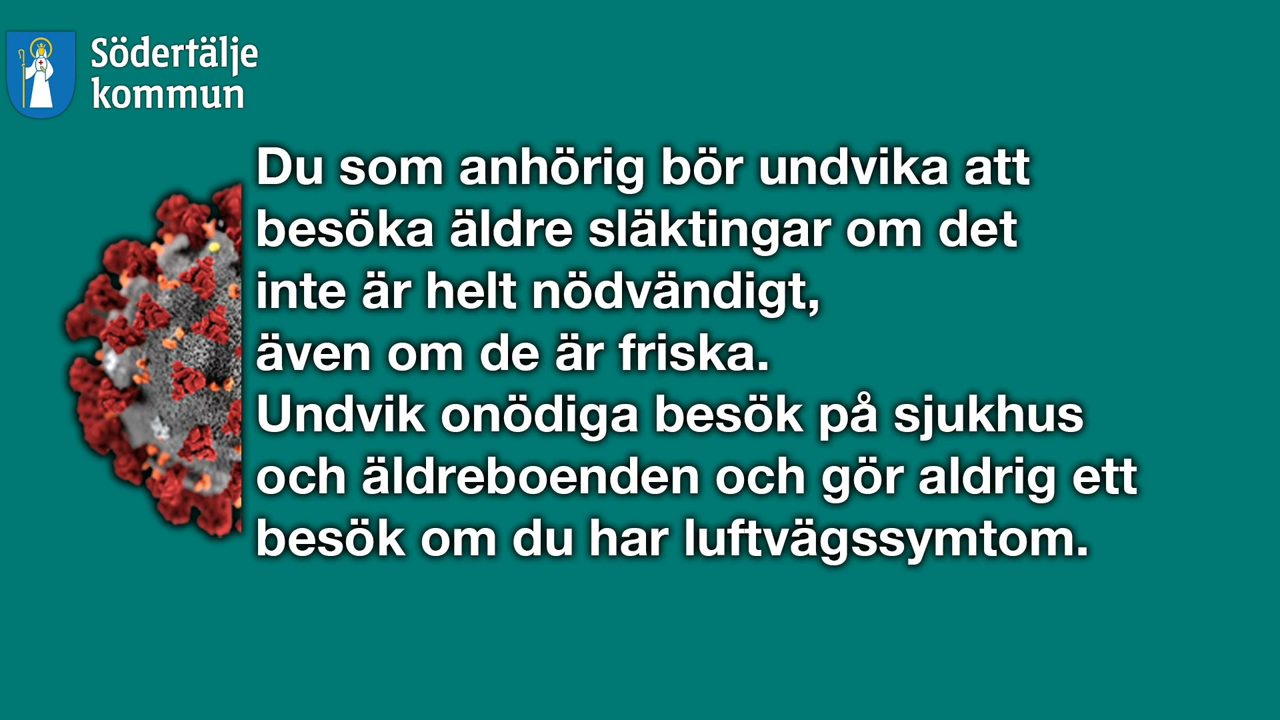 Södertälje
kommun
Du som anhörig bör undvika att
besöka äldre släktingar om det
inte är helt nödvändigt,
även om de är friska.
Undvik onödiga besök på sjukhus
och äldreboenden och gör aldrig ett
besök om du har luftvägssymtom.